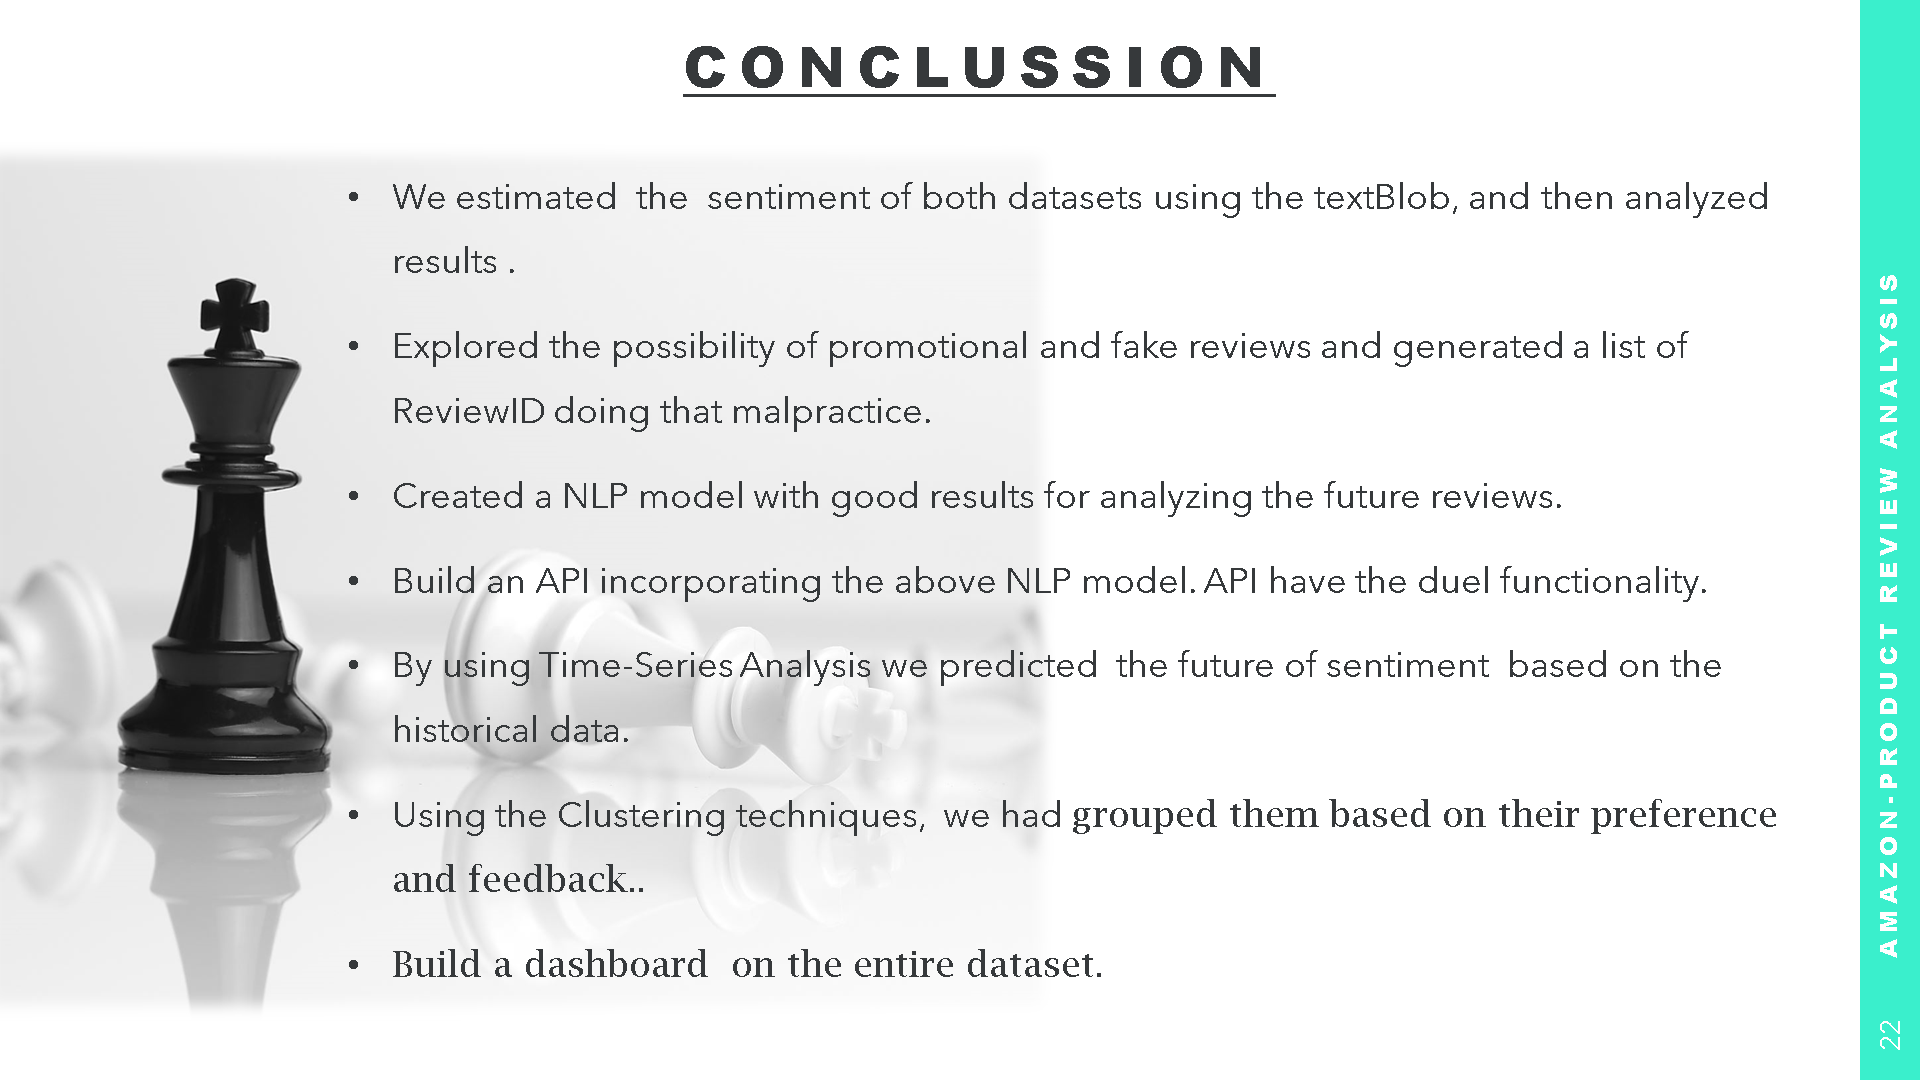 CONCLUSSION
• We estimated the sentiment of both datasets using the textBlob, and then analyzed
results .
• Explored the possibility of promotional and fake reviews and generated a list of
ReviewID doing that malpractice.
• Created a NLP model with good results for analyzing the future reviews.
• Build an API incorporating the above NLP model. API have the duel functionality.
• By using Time-Series Analysis we predicted the future of sentiment based on the
historical data.
• Using the Clustering techniques, we had grouped them based on their preference
and feedback..
• Build a dashboard on the entire dataset.
AMAZON-PRODUCT REVIEW ANALYSIS
22